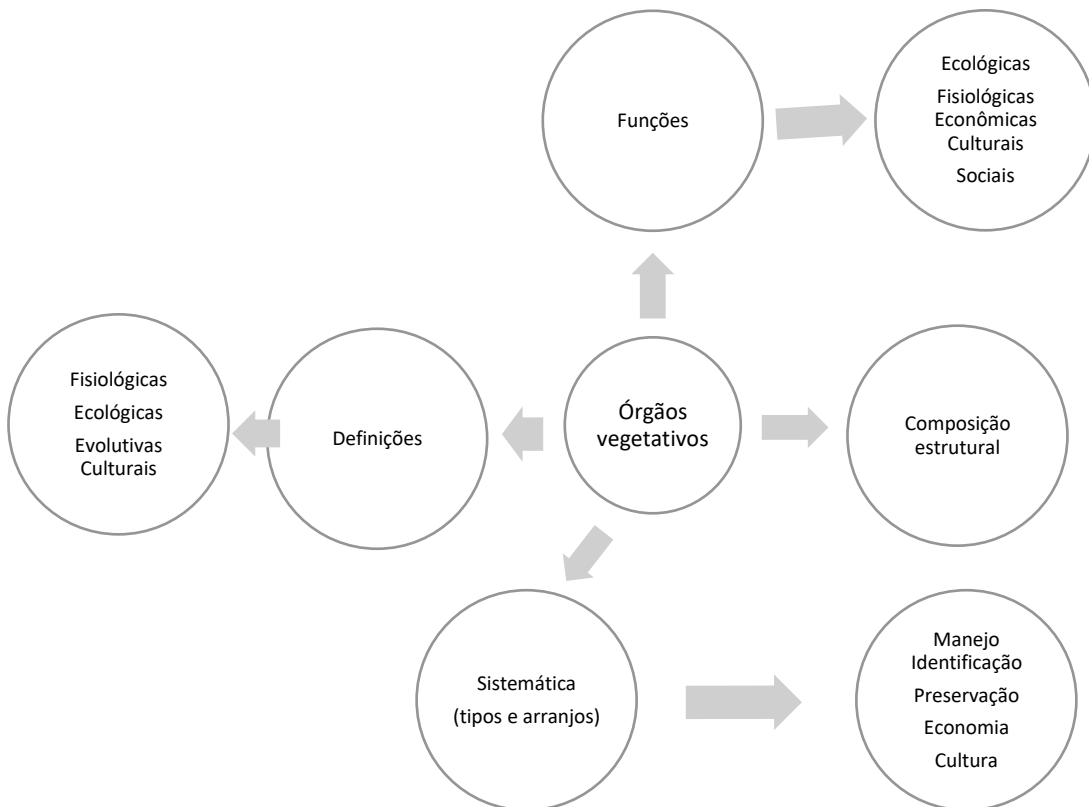 Funções
Ecológicas
Fisiológicas
Econômicas
Culturais
Sociais
Fisiológicas
Ecológicas
Evolutivas
Culturais
Definições
Órgãos
vegetativos
Composição
estrutural
Sistemática
(tipos e arranjos)
Manejo
Identificação
Preservação
Economia
Cultura